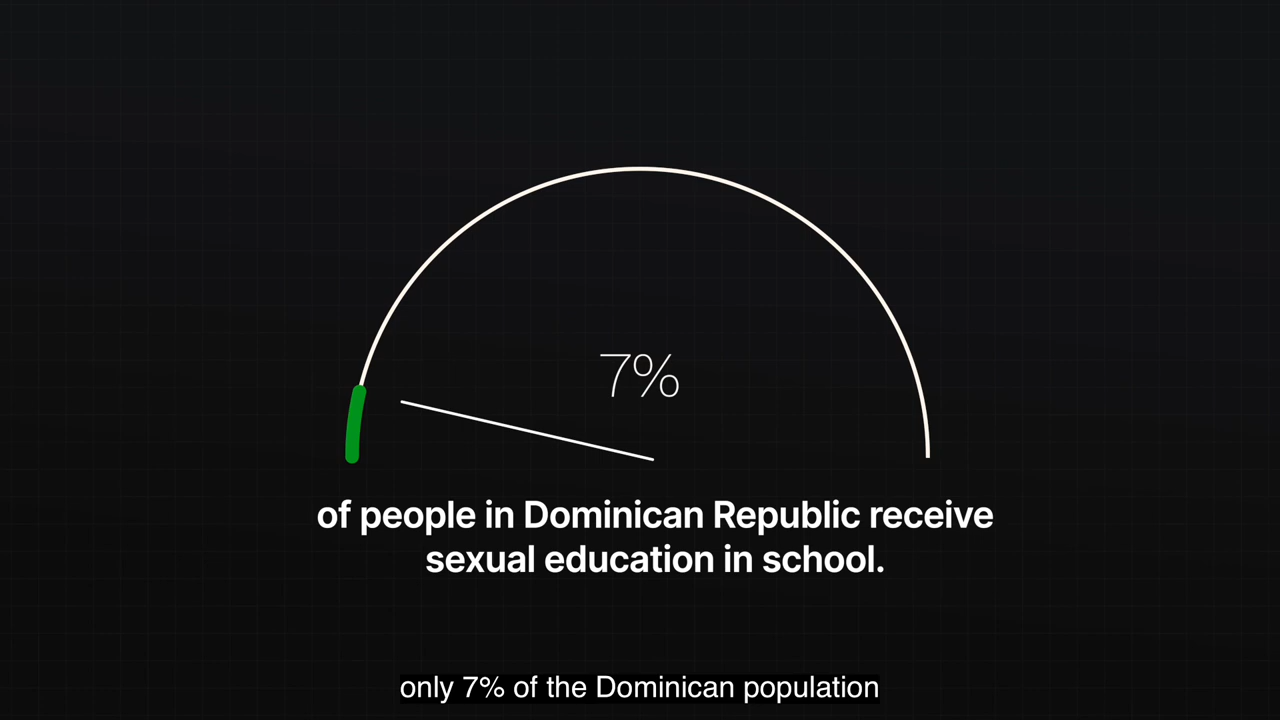 7%
of people in Dominican Republic receive
sexual education in school.
only 7% of the Dominican population